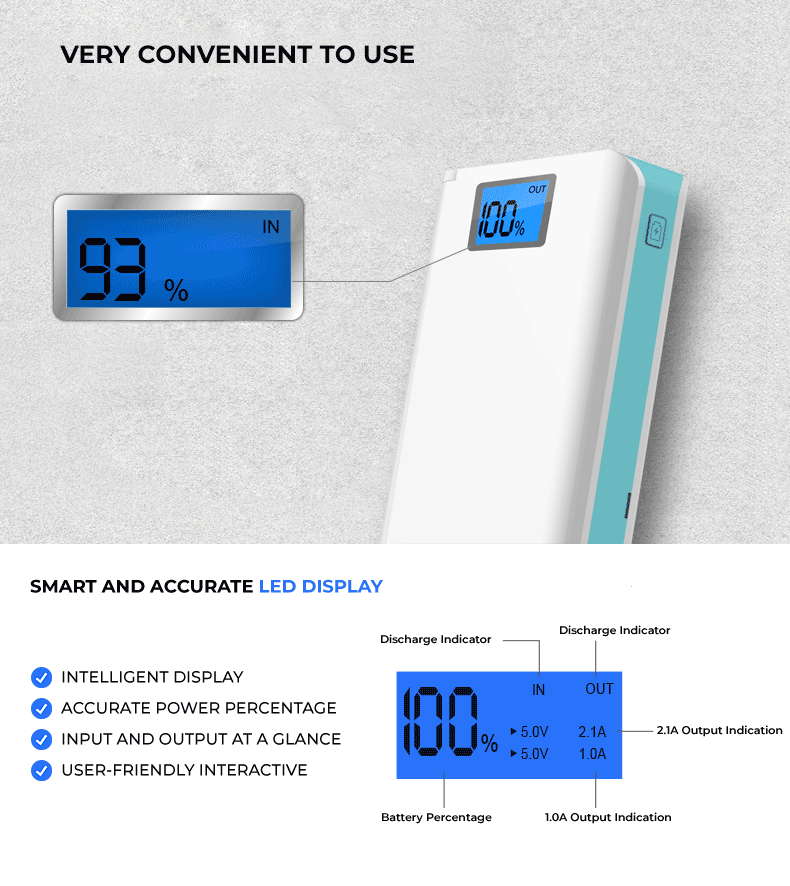 VERY CONVENIENT TO USE
OUT
100%
IN
93 %
SMART AND ACCURATE LED DISPLAY
INTELLIGENT DISPLAY
ACCURATE POWER PERCENTAGE
INPUT AND OUTPUT AT A GLANCE
USER-FRIENDLY INTERACTIVE
Discharge Indicator
Discharge Indicator
IN OUT
100%
5.0V 2.1A
5.0V 1.0A
2.1A Output Indication
Battery Percentage
1.0A Output Indication